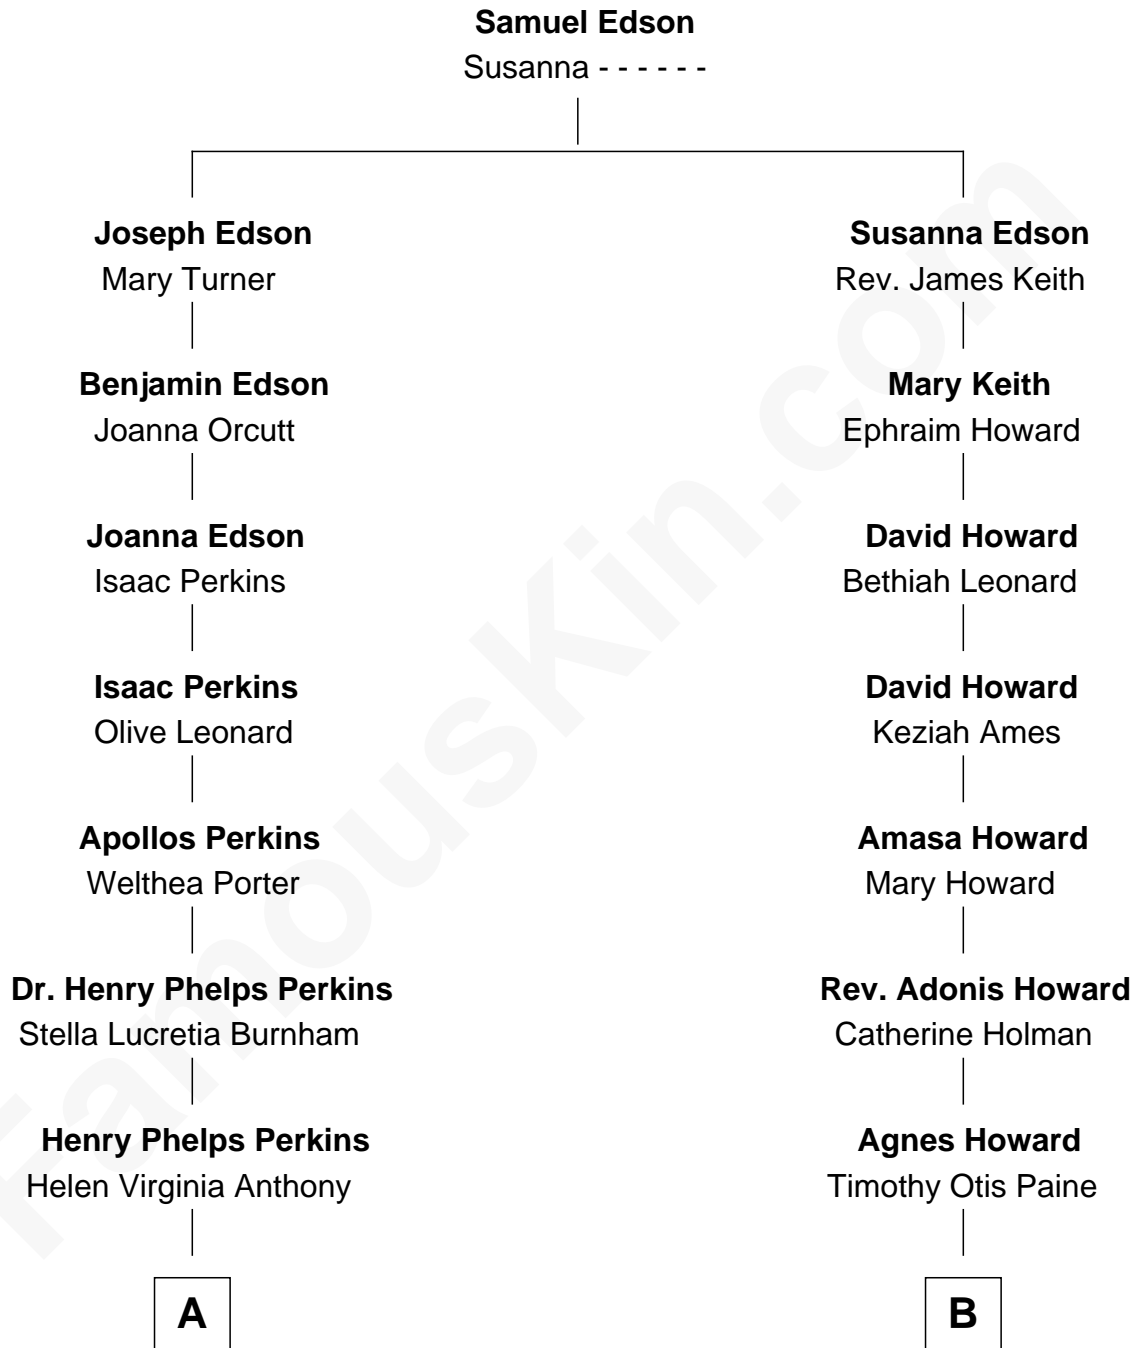 Samuel Edson
Susanna - - - - - -
Joseph Edson
Mary Turner
Susanna Edson
Rev. James Keith
Benjamin Edson
Joanna Orcutt
Mary Keith
Ephraim Howard
Joanna Edson
Isaac Perkins
David Howard
Bethiah Leonard
Isaac Perkins
Olive Leonard
David Howard
Keziah Ames
Apollos Perkins
Welthea Porter
Amasa Howard
Mary Howard
Dr. Henry Phelps Perkins
Stella Lucretia Burnham
Rev. Adonis Howard
Catherine Holman
Henry Phelps Perkins
Helen Virginia Anthony
Agnes Howard
Timothy Otis Paine
A
B
FamousKin.com